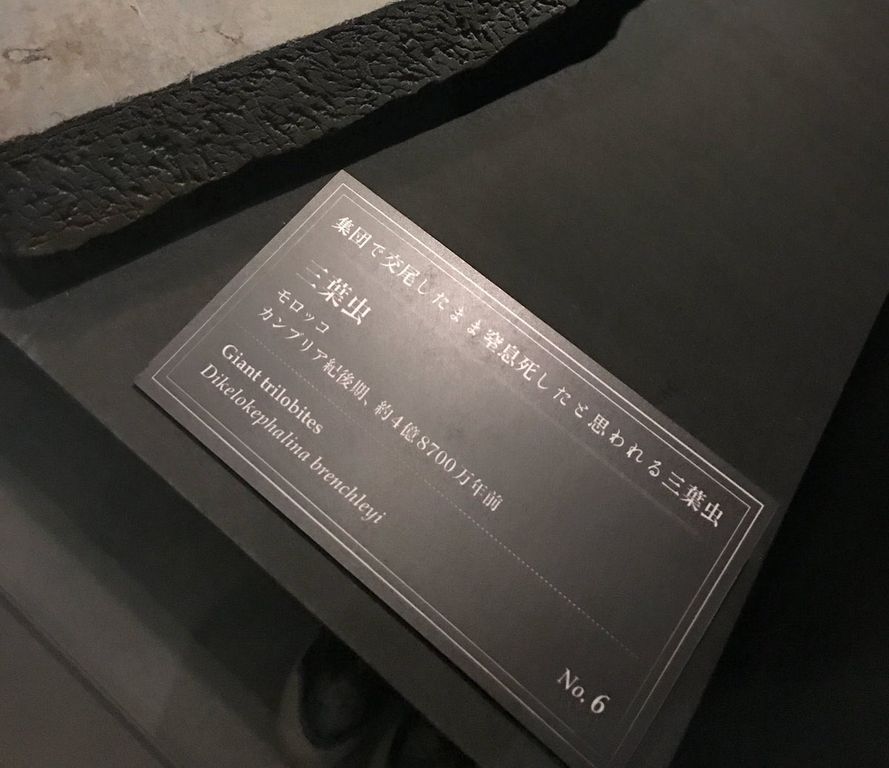 集団で交尾したまま窒息死したと思われる三葉虫
三葉虫
モロッコ
カンブリア紀後期、約4億8700万年前
Giant trilobites
Dikelokephalina brenchleyi
No. 6